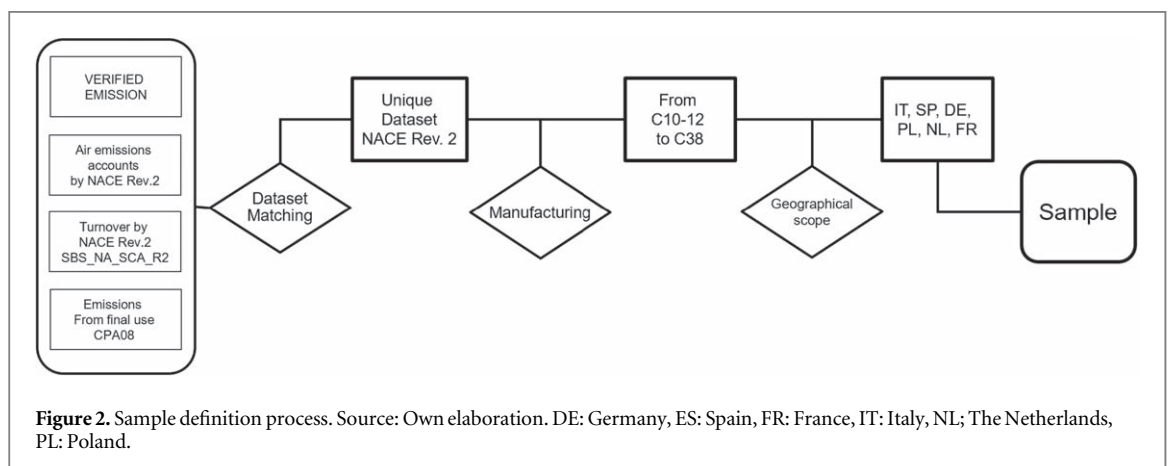 VERIFIED
EMISSION
Air emissions
accounts
by NACE Rev.2
Turnover by
NACE Rev.2
SBS_NA_SCA_R2
Emissions
From final use
CPA08
Dataset
Matching
Unique
Dataset
NACE Rev. 2
Manufacturing
From
C10-12
to C38
Geographical
scope
IT, SP, DE,
PL, NL, FR
Sample
Figure 2. Sample definition process. Source: Own elaboration. DE: Germany, ES: Spain, FR: France, IT: Italy, NL; The Netherlands,
PL: Poland.